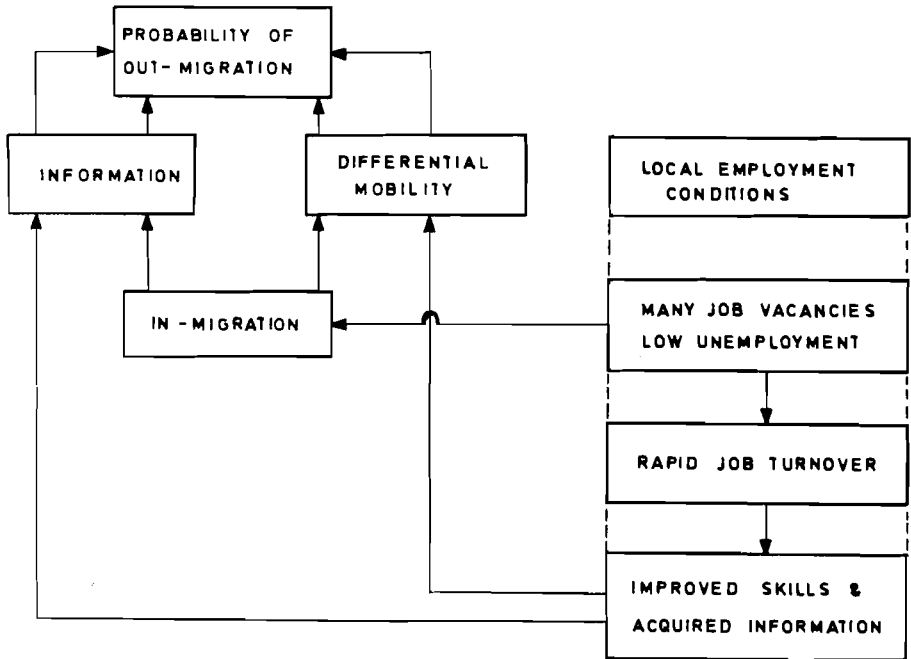 PROBABILITY OF
OUT-MIGRATION
INFORMATION
DIFFERENTIAL
MOBILITY
LOCAL EMPLOYMENT
CONDITIONS
IN-MIGRATION
MANY JOB VACANCIES
LOW UNEMPLOYMENT
RAPID JOB TURNOVER
IMPROVED SKILLS &
ACQUIRED INFORMATION